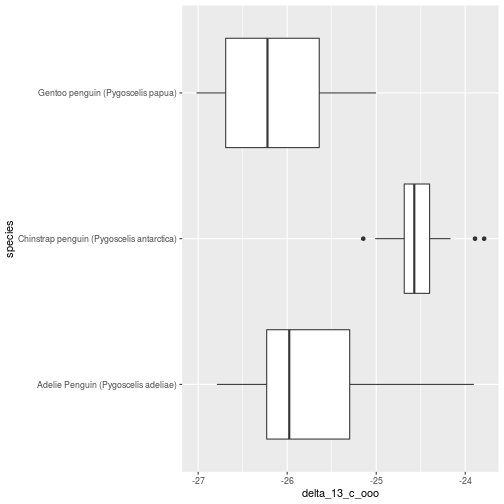 species
Gentoo penguin (Pygoscelis papua)
Chinstrap penguin (Pygoscelis antarctica)
Adelie Penguin (Pygoscelis adeliae)
-27 -26 -25 -24
delta_13_c_ooo